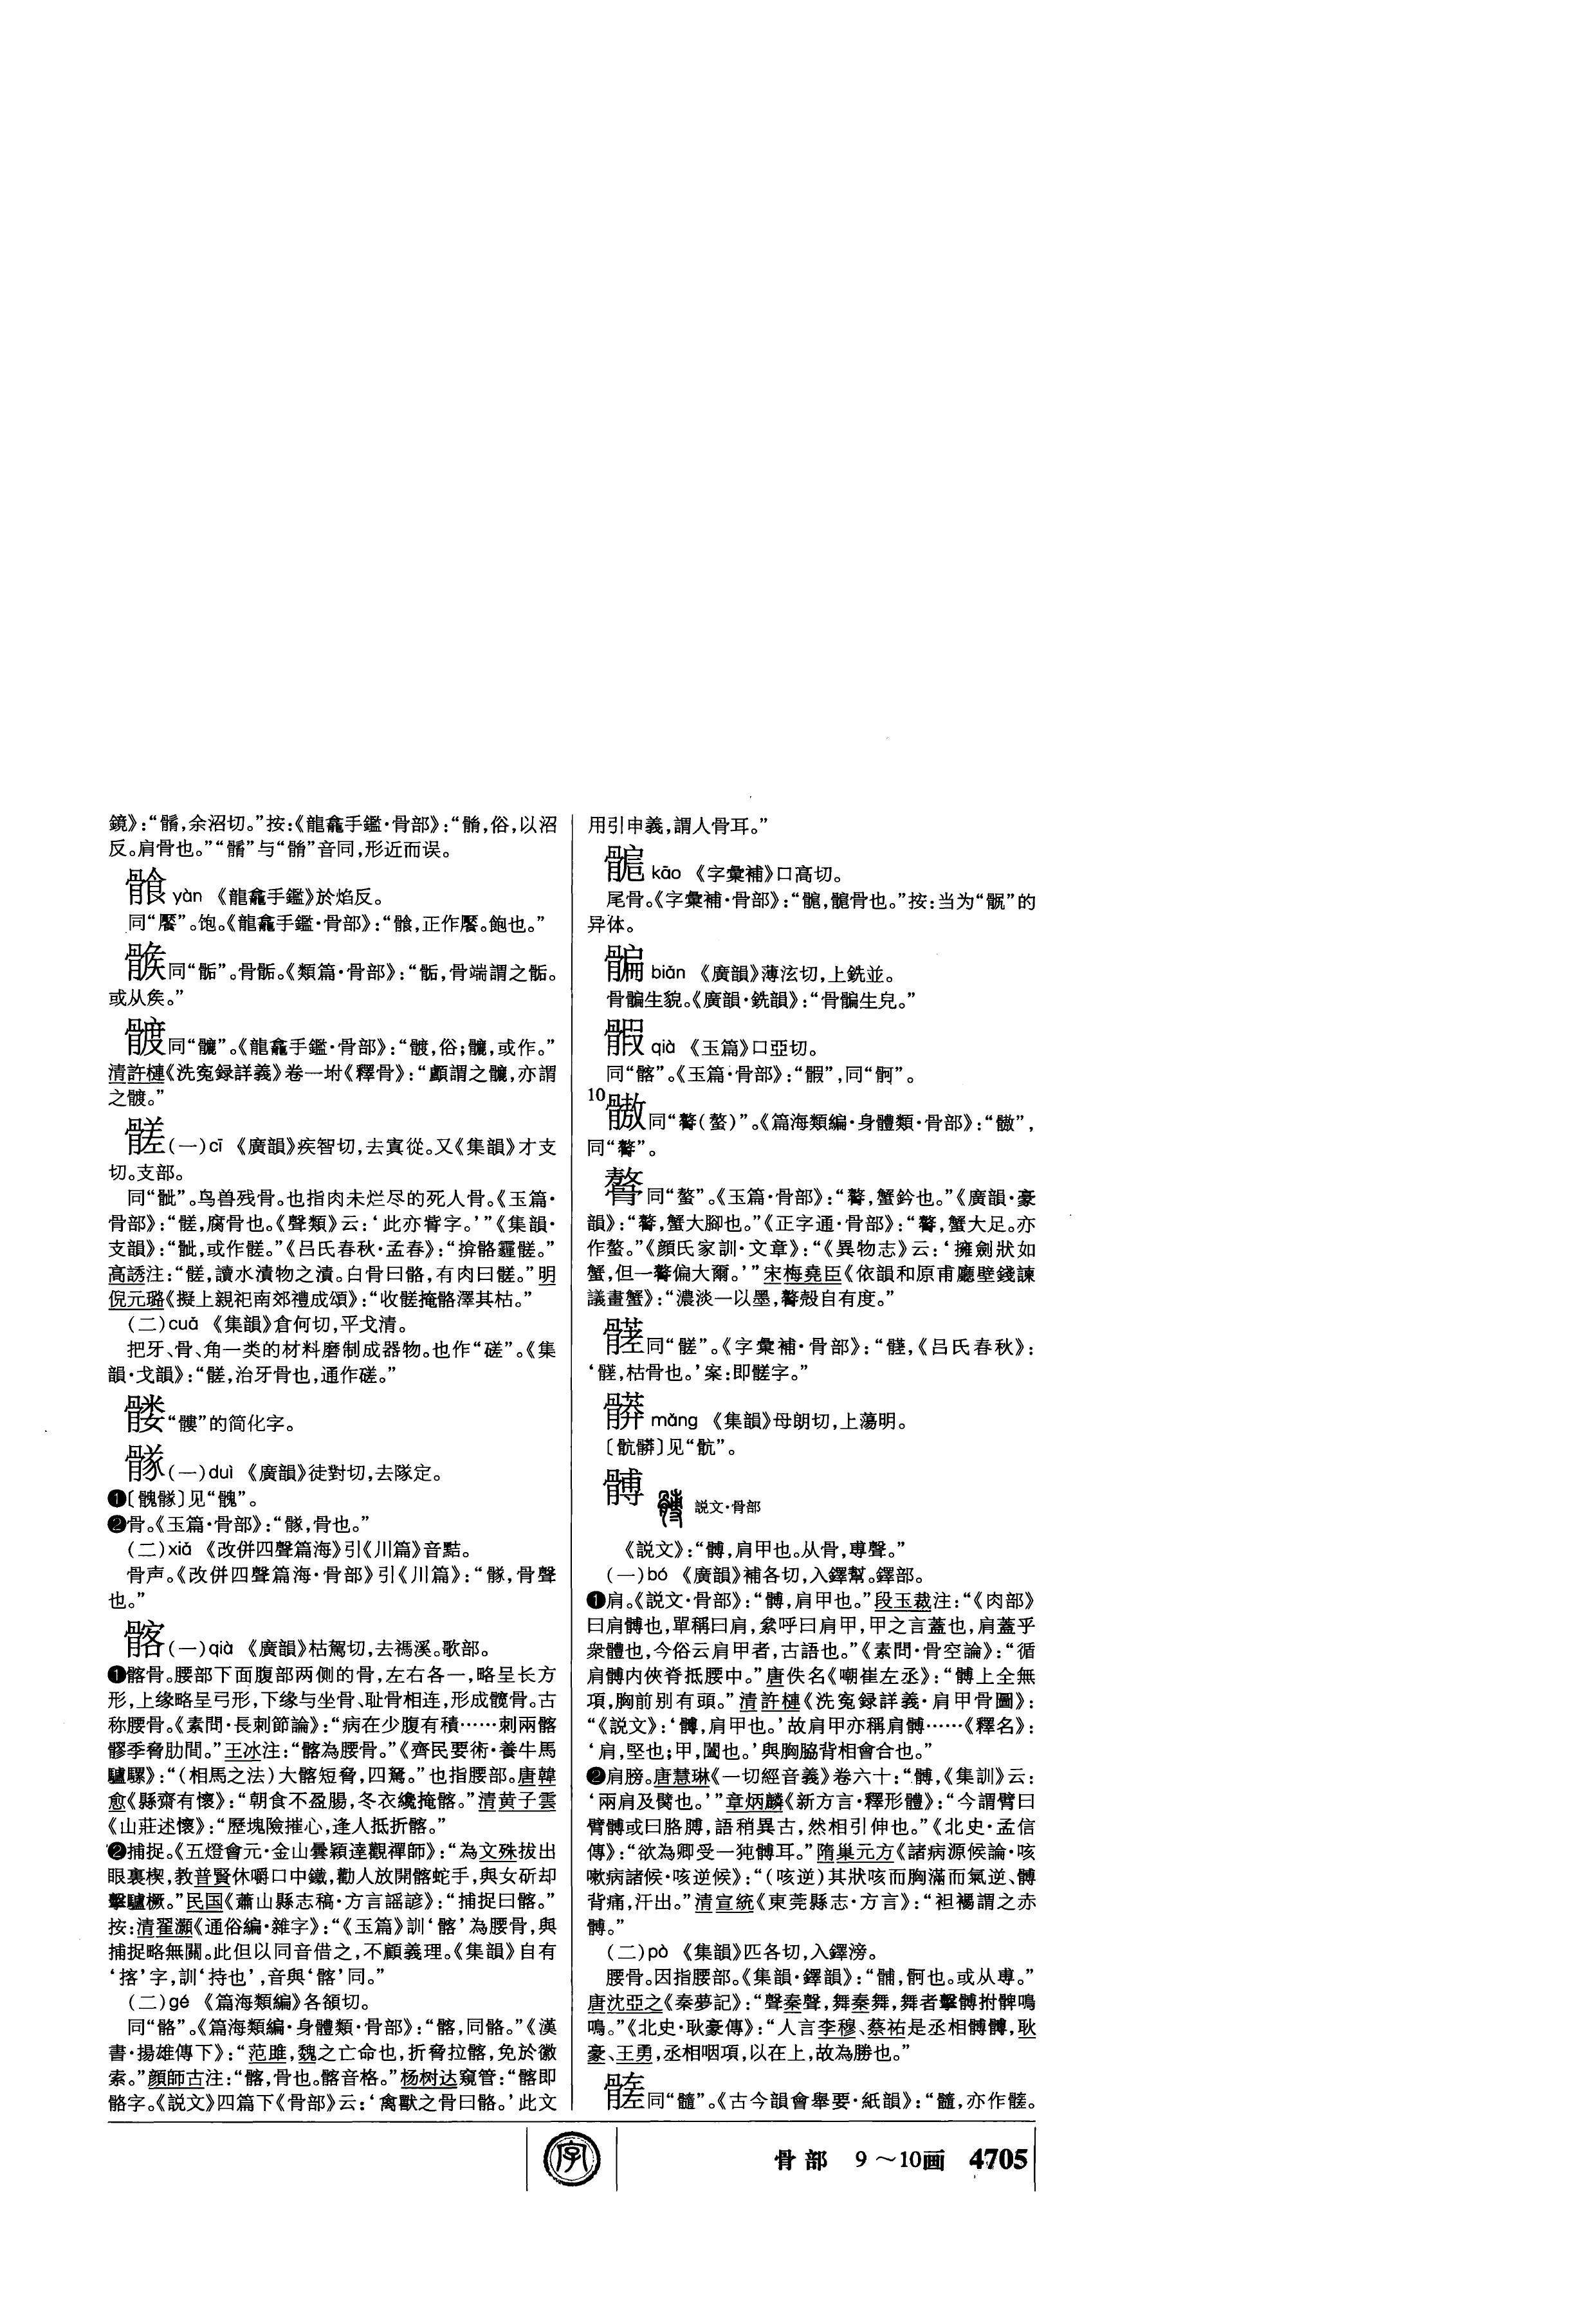 鏡》：“䯚，余沼切。”按：《龍龕手鑑·骨部》：“䯚，俗，以沼
反。肩骨也。”“䯚”与“䯚”音同，形近而误。
yàn 《龍龕手鑑》於焰反。
同“饜”。饱。《龍龕手鑑·骨部》：“，正作饜。飽也。”
同“骺”。骨骺。《類篇·骨部》：“骺，骨端謂之骺。
或从矦。”
同“髗”。《龍龕手鑑·骨部》：“，俗；，或作。”
清許槤《洗冤録詳義》卷一坿《釋骨》：“顱謂之，亦謂
之。”
髊(一)cī 《廣韻》疾智切，去寘從。又《集韻》才支
切。支部。
同“骴”。鸟兽残骨。也指肉未烂尽的死人骨。《玉篇·
骨部》：“髊，腐骨也。《聲類》云：‘此亦胔字。’”《集韻·
支韻》：“骴，或作髊。”《吕氏春秋·孟春》：“揜骼霾髊。”
高誘注：“髊，讀水漬物之漬。白骨曰骼，有肉曰髊。”明
倪元璐《擬上親祀南郊禮成頌》：“收髊掩骼澤其枯。”
(二)cuō 《集韻》倉何切，平戈清。
把牙、骨、角一类的材料磨制成器物。也作“磋”。《集
韻·戈韻》：“髊，治牙骨也，通作磋。”
髅“髏”的简化字。
(一)duì 《廣韻》徒對切，去隊定。
❶〔䯣〕见“䯣”。
❷骨。《玉篇·骨部》：“，骨也。”
(二)xiá 《改併四聲篇海》引《川篇》音黠。
骨声。《改併四聲篇海·骨部》引《川篇》：“，骨聲
也。”
髂(一)qià 《廣韻》枯駕切，去禡溪。歌部。
❶髂骨。腰部下面腹部两侧的骨，左右各一，略呈长方
形，上缘略呈弓形，下缘与坐骨、耻骨相连，形成髋骨。古
称腰骨。《素問·長刺節論》：“病在少腹有積……刺兩髂
髎季脅肋間。”王冰注：“髂為腰骨。”《齊民要術·養牛馬
驢騾》：“(相馬之法)大髂短脅，四駑。”也指腰部。唐韓
愈《縣齋有懷》：“朝食不盈腸，冬衣纔掩髂。”清黄子雲
《山莊述懷》：“歷塊險摧心，逢人抵折髂。”
❷捕捉。《五燈會元·金山曇穎達觀禪師》：“為文殊拔出
眼裏楔，教普賢休嚼口中鐵，勸人放開髂蛇手，與女斫却
擊驢橛。”民国《蕭山縣志稿·方言謡諺》：“捕捉曰髂。”
按：清翟灝《通俗編·雜字》：“《玉篇》訓‘髂’為腰骨，與
捕捉略無關。此但以同音借之，不顧義理。《集韻》自有
‘揢’字，訓‘持也’，音與‘髂’同。”
(二)gé 《篇海類編》各額切。
同“骼”。《篇海類編·身體類·骨部》：“髂，同骼。”《漢
書·揚雄傳下》：“范雎，魏之亡命也，折脅拉髂，免於徽
索。”顔師古注：“髂，骨也。髂音格。”杨树达窺管：“髂即
骼字。《説文》四篇下《骨部》云：‘禽獸之骨曰骼。’此文
用引申義，謂人骨耳。”
kāo 《字彙補》口高切。
尾骨。《字彙補·骨部》：“，骨也。”按：当为“”的
异体。
biǎn 《廣韻》薄泫切，上銑並。
骨生貌。《廣韻·銑韻》：“骨生皃。”
qià 《玉篇》口亞切。
同“髂”。《玉篇·骨部》：“”，同“䯊”。
10同“(螯)”。《篇海類編·身體類·骨部》：“”，
同“”。
同“螯”。《玉篇·骨部》：“，蟹鈐也。”《廣韻·豪
韻》：“，蟹大腳也。”《正字通·骨部》：“，蟹大足。亦
作螯。”《顔氏家訓·文章》：“《異物志》云：‘擁劍狀如
蟹，但一偏大爾。’”宋梅堯臣《依韻和原甫廳壁錢諫
議畫蟹》：“濃淡一以墨，殻自有度。”
同“髊”。《字彙補·骨部》：“，《吕氏春秋》：
‘，枯骨也。’案：即髊字。”
mǎng 《集韻》母朗切，上蕩明。
〔骯〕见“骯”。
髆 説文·骨部
《説文》：“髆，肩甲也。从骨，尃聲。”
(一)bó 《廣韻》補各切，入鐸幫。鐸部。
❶肩。《説文·骨部》：“髆，肩甲也。”段玉裁注：“《肉部》
曰肩髆也，單稱曰肩，絫呼曰肩甲，甲之言蓋也，肩蓋乎
衆體也，今俗云肩甲者，古語也。”《素問·骨空論》：“循
肩髆内俠脊抵腰中。”唐佚名《嘲崔左丞》：“髆上全無
項，胸前别有頭。”清許槤《洗冤録詳義·肩甲骨圖》：
“《説文》：‘髆，肩甲也。’故肩甲亦稱肩髆……《釋名》：
‘肩，堅也；甲，闔也。’與胸脇背相會合也。”
❷肩膀。唐慧琳《一切經音義》卷六十：“髆，《集訓》云：
‘兩肩及臂也。’”章炳麟《新方言·釋形體》：“今謂臂曰
臂髆或曰胳膊，語稍異古，然相引伸也。”《北史·孟信
傳》：“欲為卿受一㹠髆耳。”隋巢元方《諸病源候論·咳
嗽病諸候·咳逆候》：“(咳逆)其狀咳而胸滿而氣逆、髆
背痛，汗出。”清宣統《東莞縣志·方言》：“袒裼謂之赤
髆。”
(二)pò 《集韻》匹各切，入鐸滂。
腰骨。因指腰部。《集韻·鐸韻》：“䯙，䯊也。或从尃。”
唐沈亞之《秦夢記》：“聲秦聲，舞秦舞，舞者擊髆拊髀鳴
鳴。”《北史·耿豪傳》：“人言李穆、蔡祐是丞相髆髆，耿
豪、王勇，丞相咽項，以在上，故為勝也。”
同“髓”。《古今韻會舉要·紙韻》：“髓，亦作。
骨部 9～10画 4705